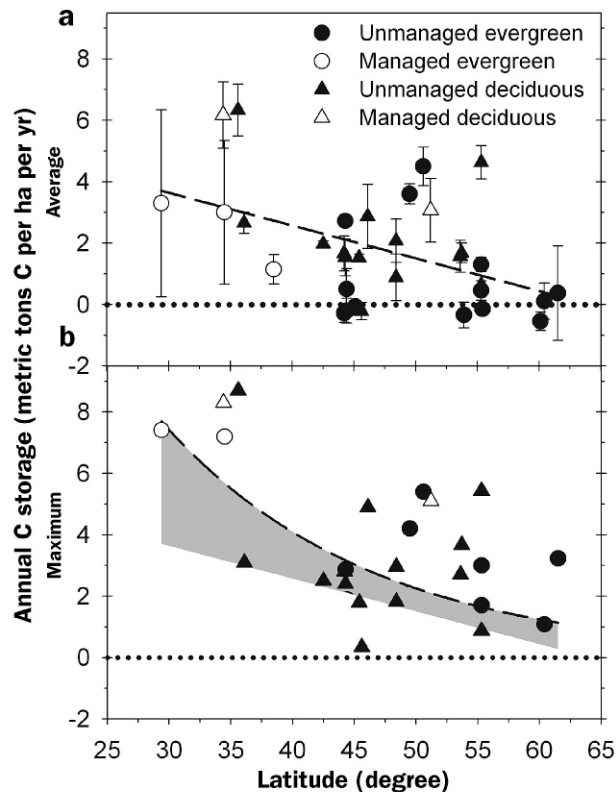 a
8
6
4
2
0
-2
Unmanaged evergreen
Managed evergreen
Unmanaged deciduous
Managed deciduous
Annual C storage (metric tons C per ha per yr)
Average
Maximum
b
8
6
4
2
0
-2
25 30 35 40 45 50 55 60 65
Latitude (degree)